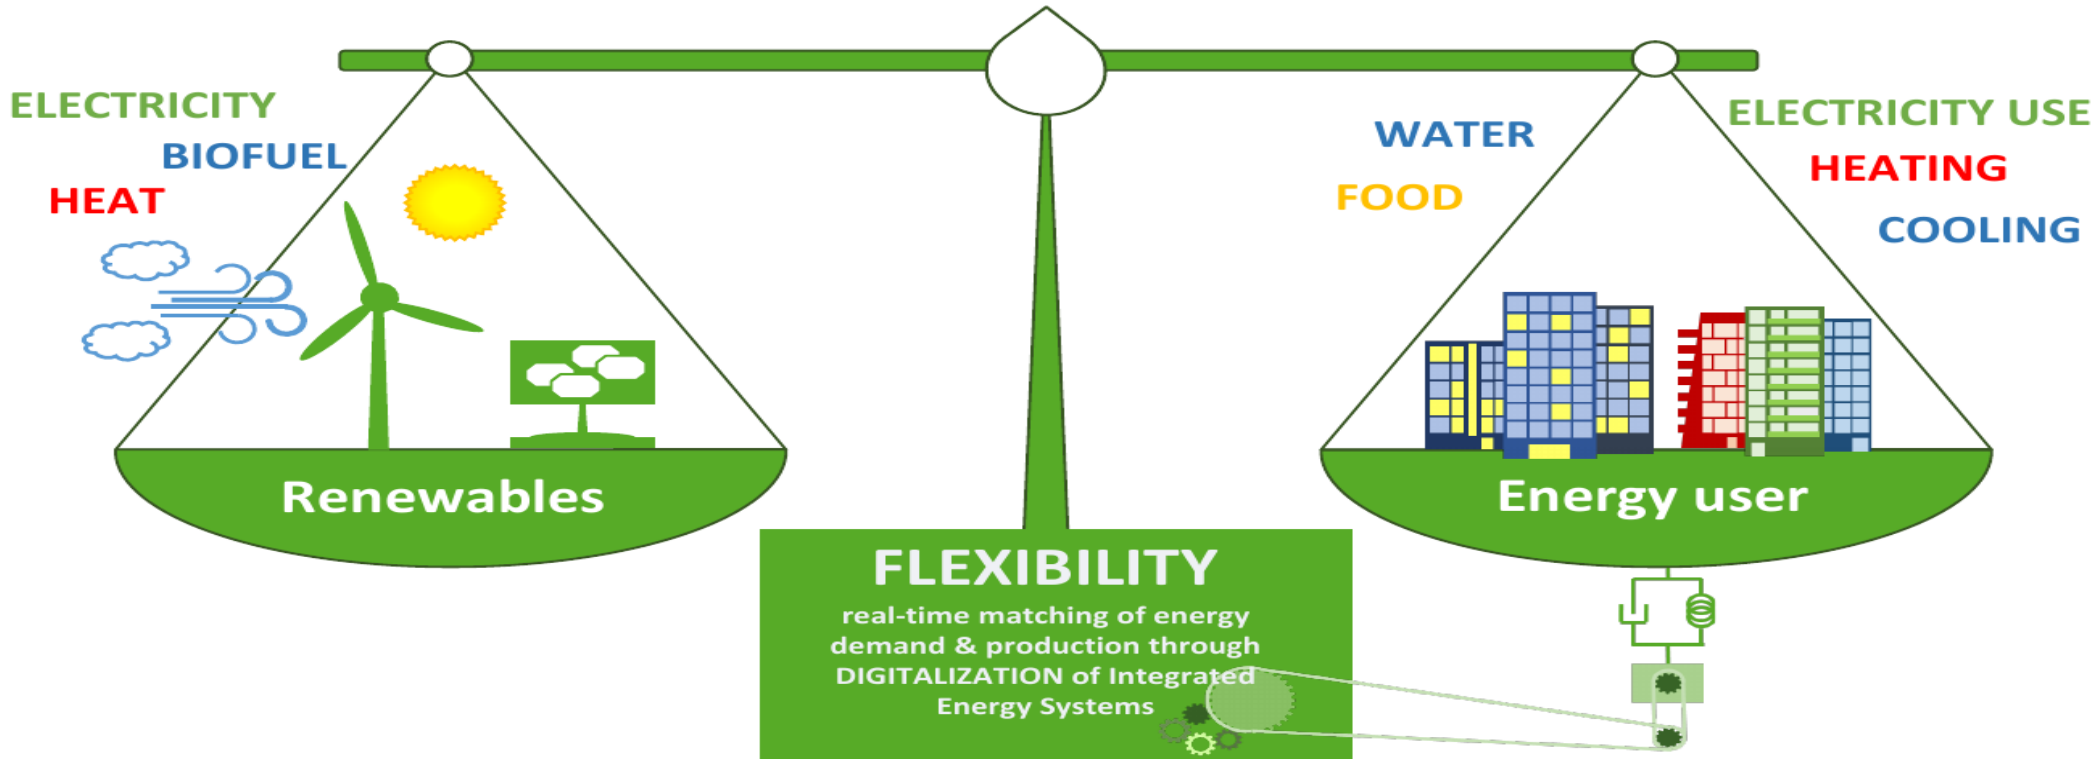 ELECTRICITY
BIOFUEL
HEAT
WATER
FOOD
ELECTRICITY USE
HEATING
COOLING
Renewables
Energy user
FLEXIBILITY
real-time matching of energy
demand & production through
DIGITALIZATION of Integrated
Energy Systems